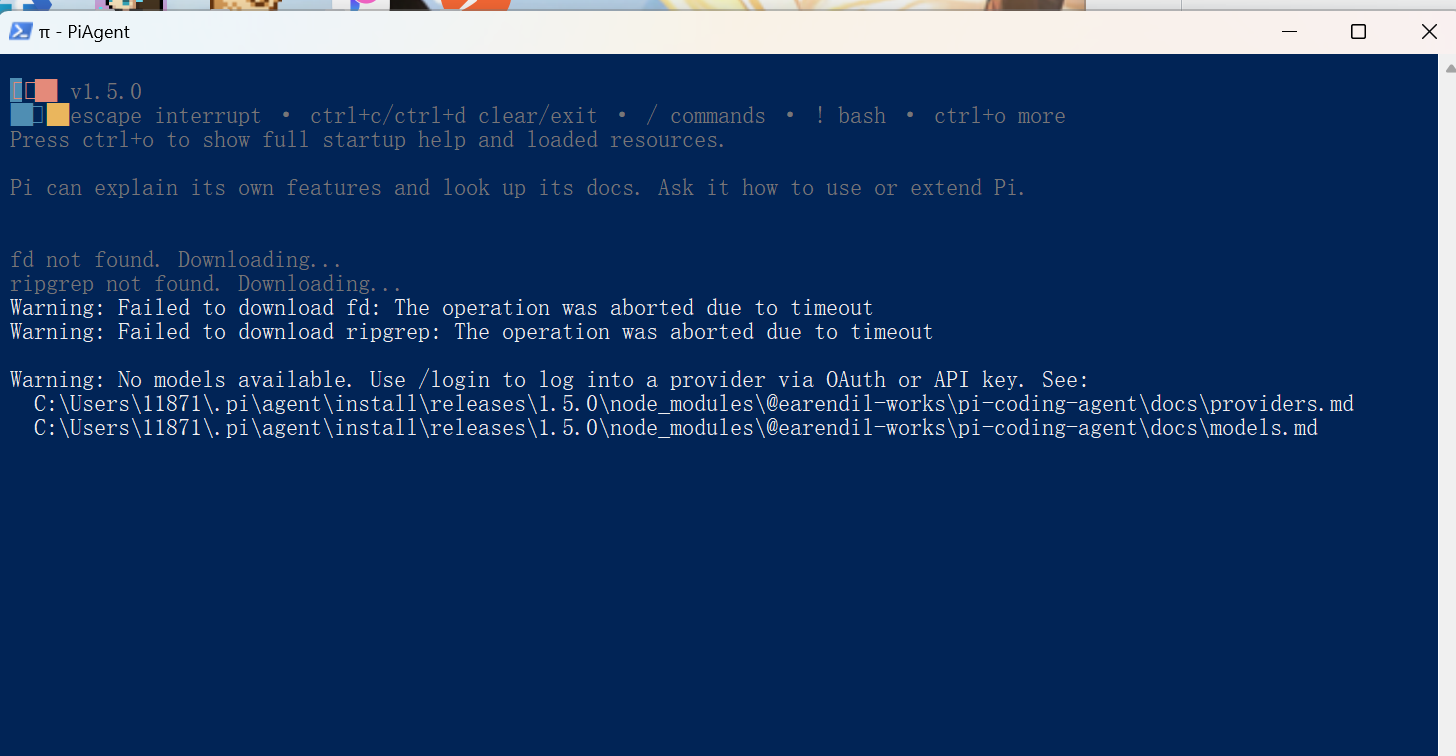 π - PiAgent
v1.5.0
escape interrupt • ctrl+c/ctrl+d clear/exit • / commands • ! bash • ctrl+o more
Press ctrl+o to show full startup help and loaded resources.
Pi can explain its own features and look up its docs. Ask it how to use or extend Pi.
fd not found. Downloading...
ripgrep not found. Downloading...
Warning: Failed to download fd: The operation was aborted due to timeout
Warning: Failed to download ripgrep: The operation was aborted due to timeout
Warning: No models available. Use /login to log into a provider via OAuth or API key. See:
C:\Users\11871\.pi\agent\install\releases\1.5.0\node_modules\@earendil-works\pi-coding-agent\docs\providers.md
C:\Users\11871\.pi\agent\install\releases\1.5.0\node_modules\@earendil-works\pi-coding-agent\docs\models.md